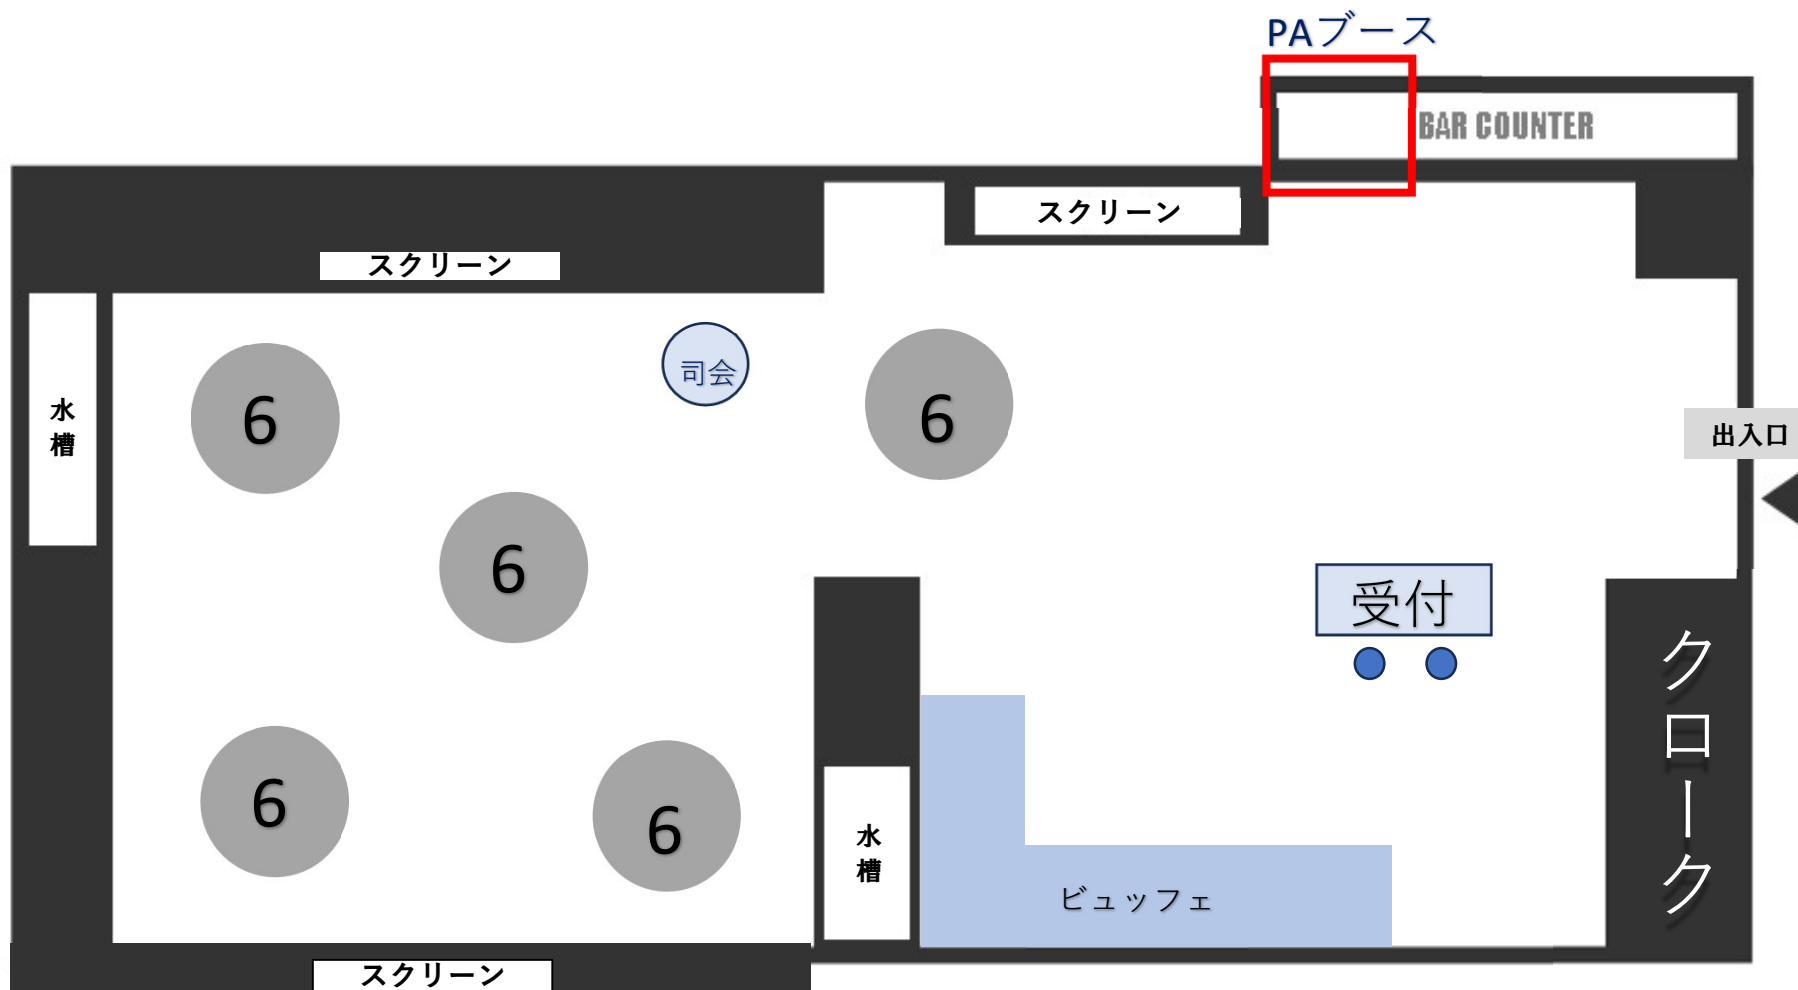 PAブース
BAR COUNTER
スクリーン
スクリーン
司会
水槽
6
6
出入口
6
受付
クローク
6
6
水槽
ビュッフェ
スクリーン